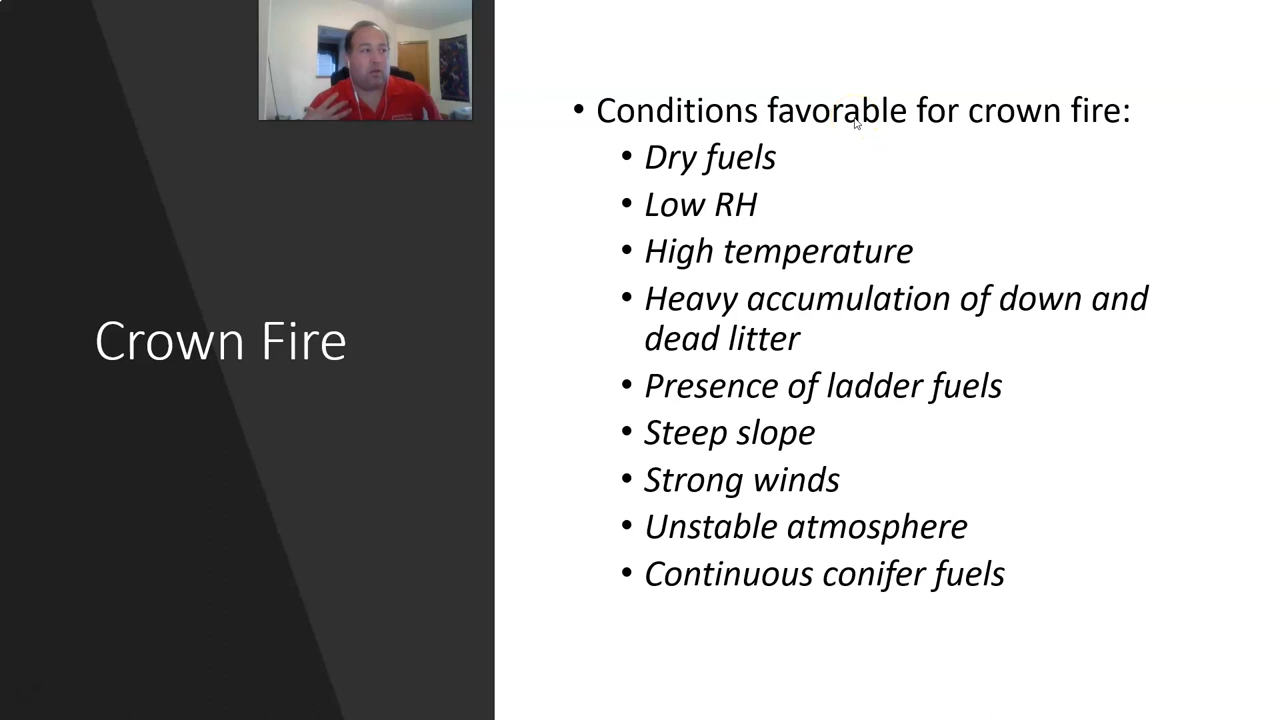 Crown Fire
• Conditions favorable for crown fire:
• Dry fuels
• Low RH
• High temperature
• Heavy accumulation of down and
dead litter
• Presence of ladder fuels
• Steep slope
• Strong winds
• Unstable atmosphere
• Continuous conifer fuels